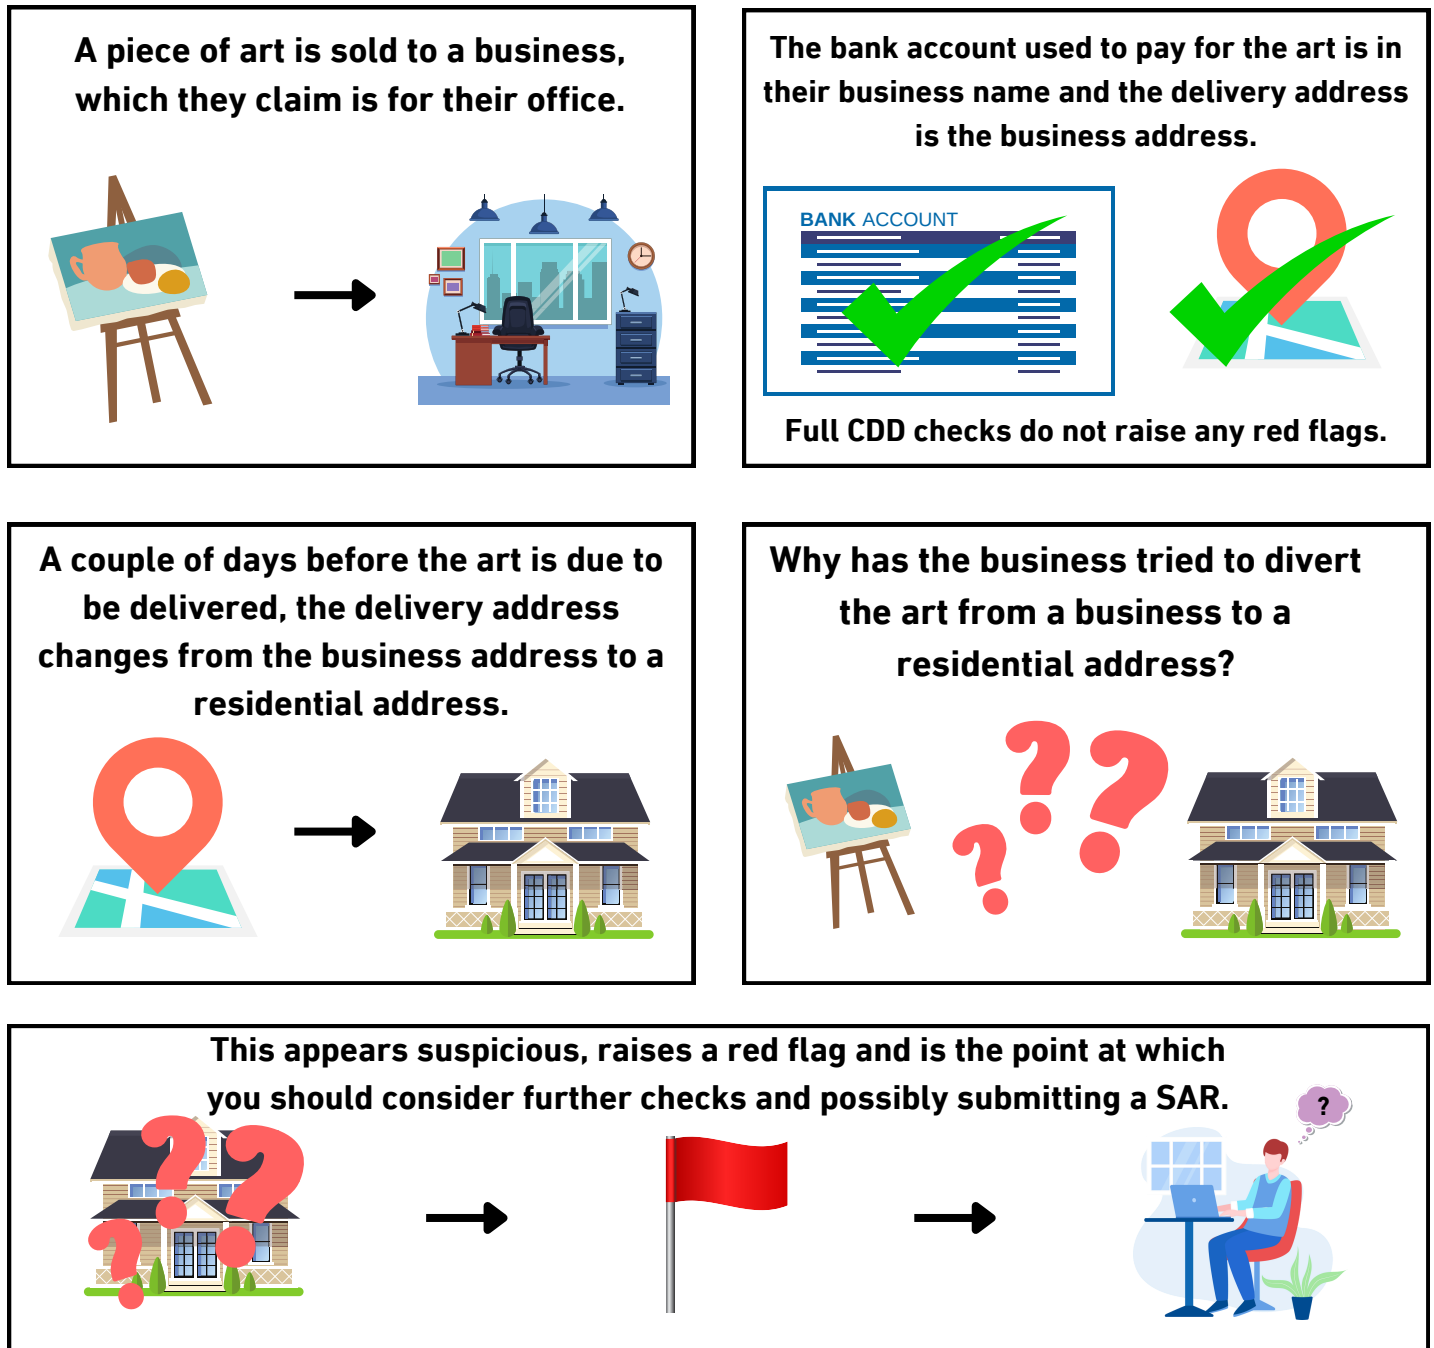 A piece of art is sold to a business,
which they claim is for their office.
The bank account used to pay for the art is in
their business name and the delivery address
is the business address.
BANK ACCOUNT
Full CDD checks do not raise any red flags.
A couple of days before the art is due to
be delivered, the delivery address
changes from the business address to a
residential address.
Why has the business tried to divert
the art from a business to a
residential address?
???
This appears suspicious, raises a red flag and is the point at which
you should consider further checks and possibly submitting a SAR.
???
?